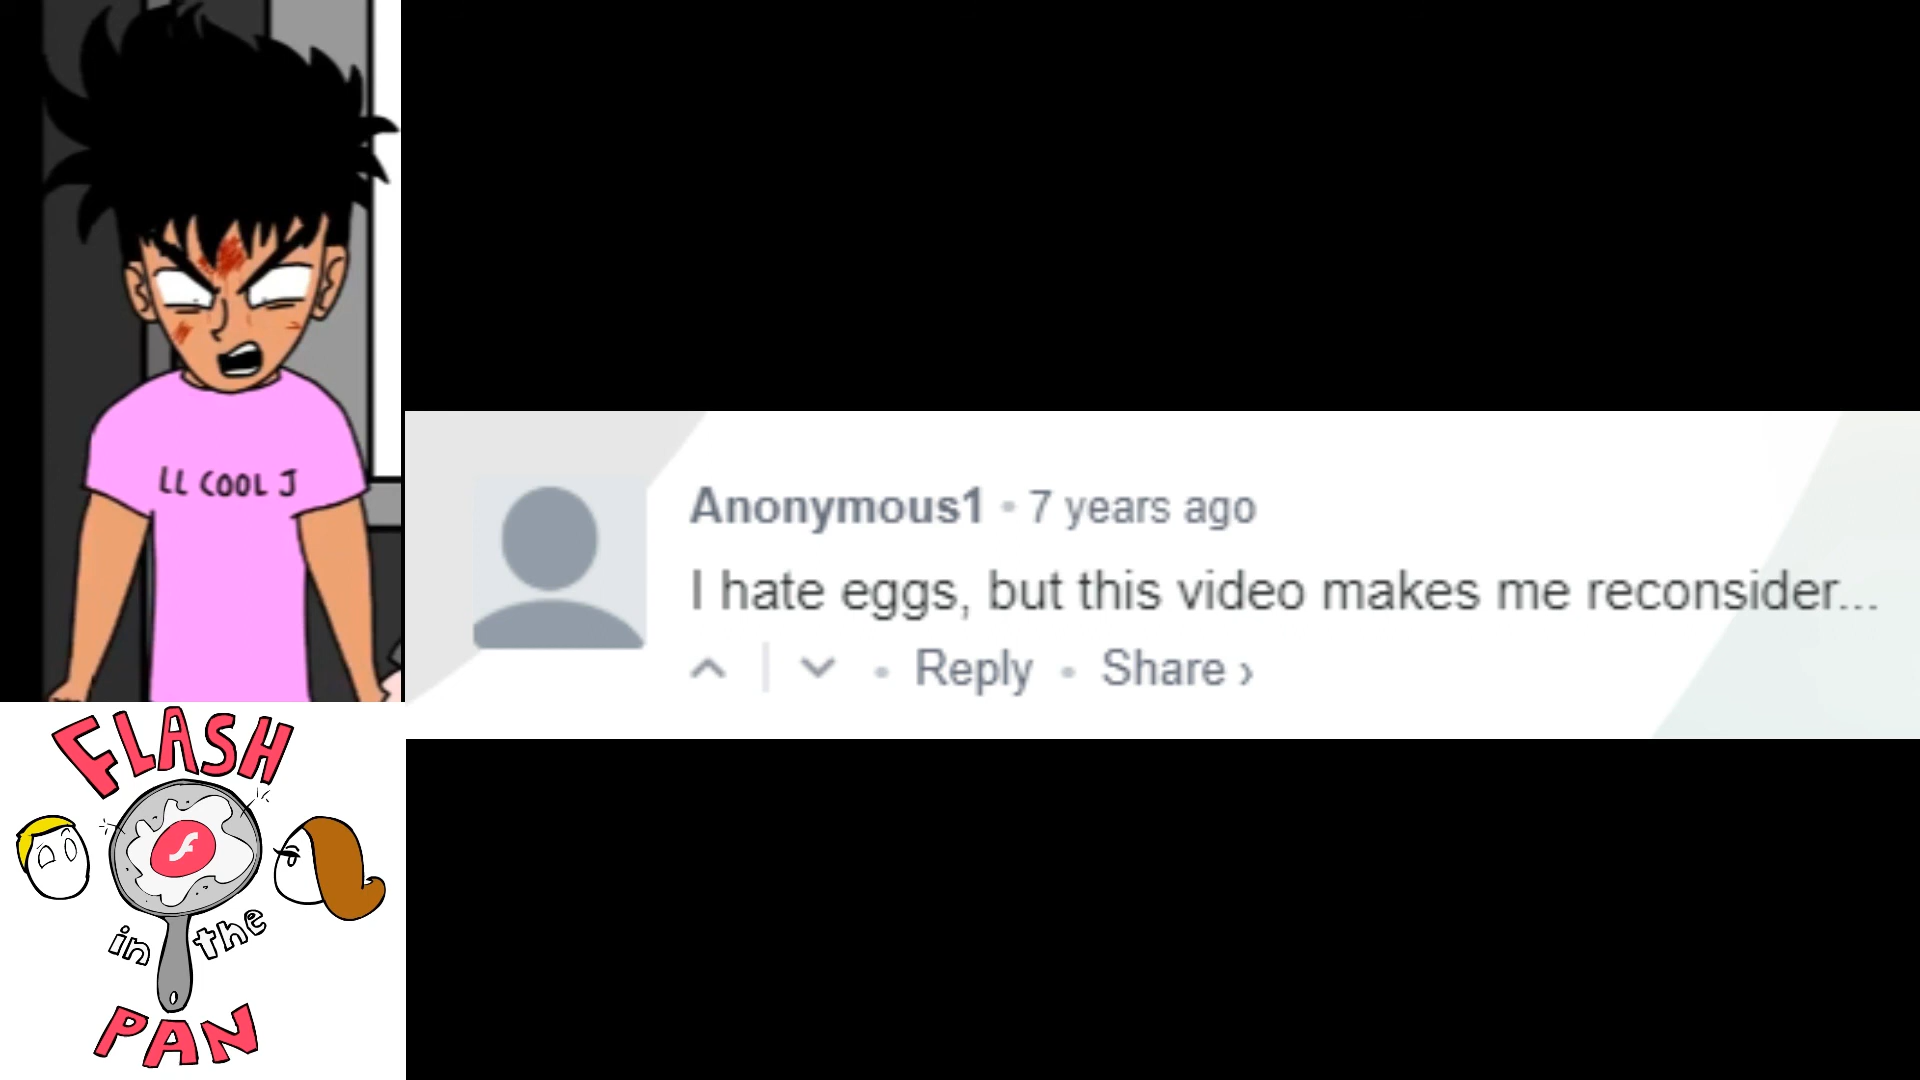 LL COOL J
Anonymous1 • 7 years ago
I hate eggs, but this video makes me reconsider...
• Reply • Share ›
FLASH
in the
PAN